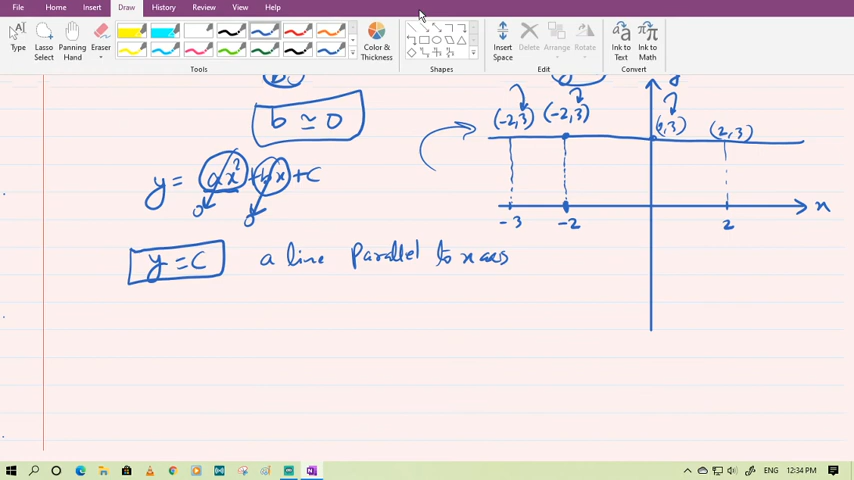 File Home Insert Draw History Review View Help
Type
Lasso Select
Panning Hand
Eraser
Color & Thickness
Insert Space
Delete
Arrange
Rotate
Ink to Text
Ink to Math
Tools
Shapes
Edit
Convert
b ≃ 0
(-2,3) (-2,3) (2,3)
y = ax² + bx + c
0 0
-3 -2 2 x
y = c a line parallel to x axis
ENG 12:34 PM